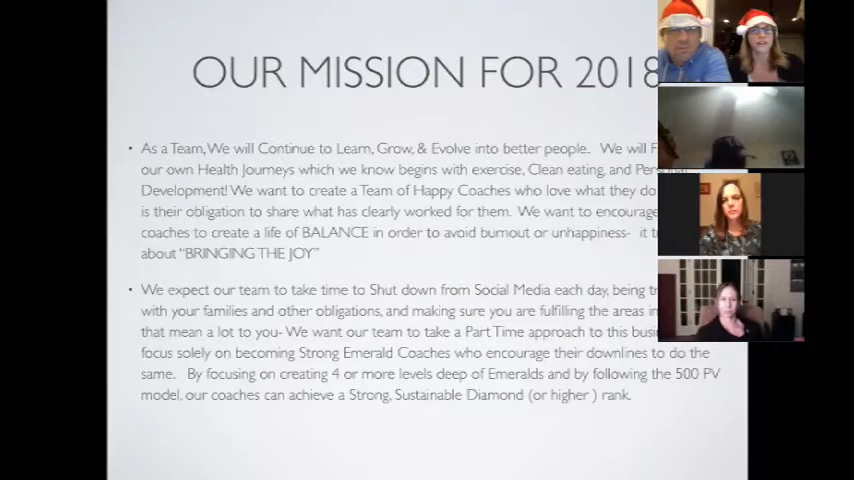 OUR MISSION FOR 2018
• As a Team, We will Continue to Learn, Grow, & Evolve into better people. We will
our own Health Journeys which we know begins with exercise, Clean eating, and
Development! We want to create a Team of Happy Coaches who love what they do
is their obligation to share what has clearly worked for them. We want to encourage
coaches to create a life of BALANCE in order to avoid burnout or unhappiness- it
about "BRINGING THE JOY"
• We expect our team to take time to Shut down from Social Media each day, being
with your families and other obligations, and making sure you are fulfilling the areas
that mean a lot to you- We want our team to take a Part Time approach to this
focus solely on becoming Strong Emerald Coaches who encourage their downlines to do the
same. By focusing on creating 4 or more levels deep of Emeralds and by following the 500 PV
model, our coaches can achieve a Strong, Sustainable Diamond (or higher ) rank.